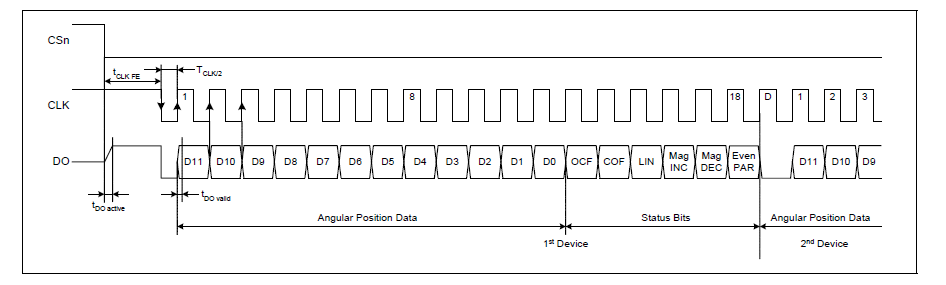 CSn
tCLK FE
TCLK/2
CLK
1
8
18
D
1
2
3
DO
D11
D10
D9
D8
D7
D6
D5
D4
D3
D2
D1
D0
OCF
COF
LIN
Mag
INC
Mag
DEC
Even
PAR
D11
D10
D9
tDO active
tDO valid
Angular Position Data
Status Bits
Angular Position Data
1st Device
2nd Device